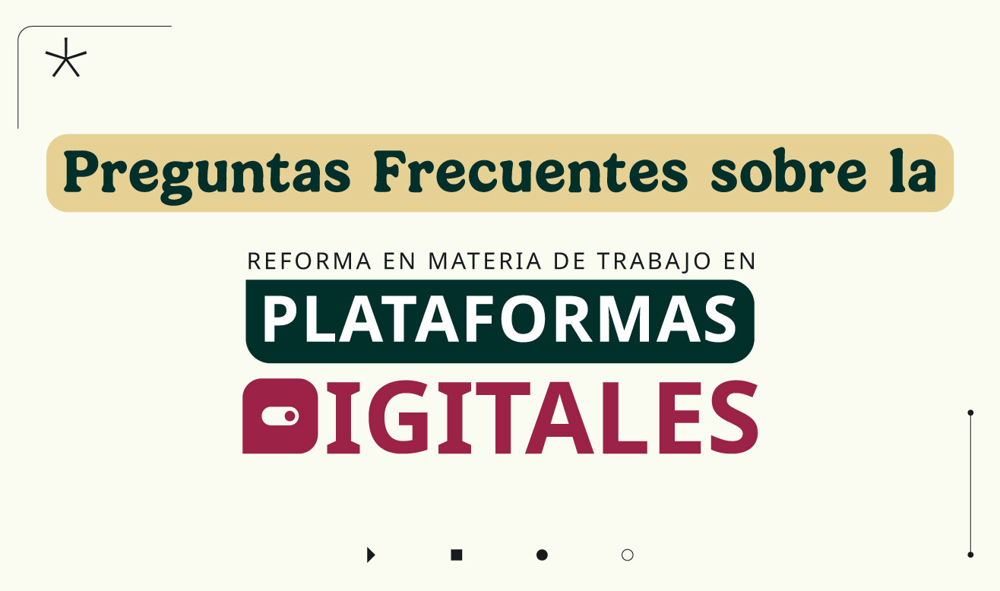 Preguntas Frecuentes sobre la
REFORMA EN MATERIA DE TRABAJO EN
PLATAFORMAS
DIGITALES